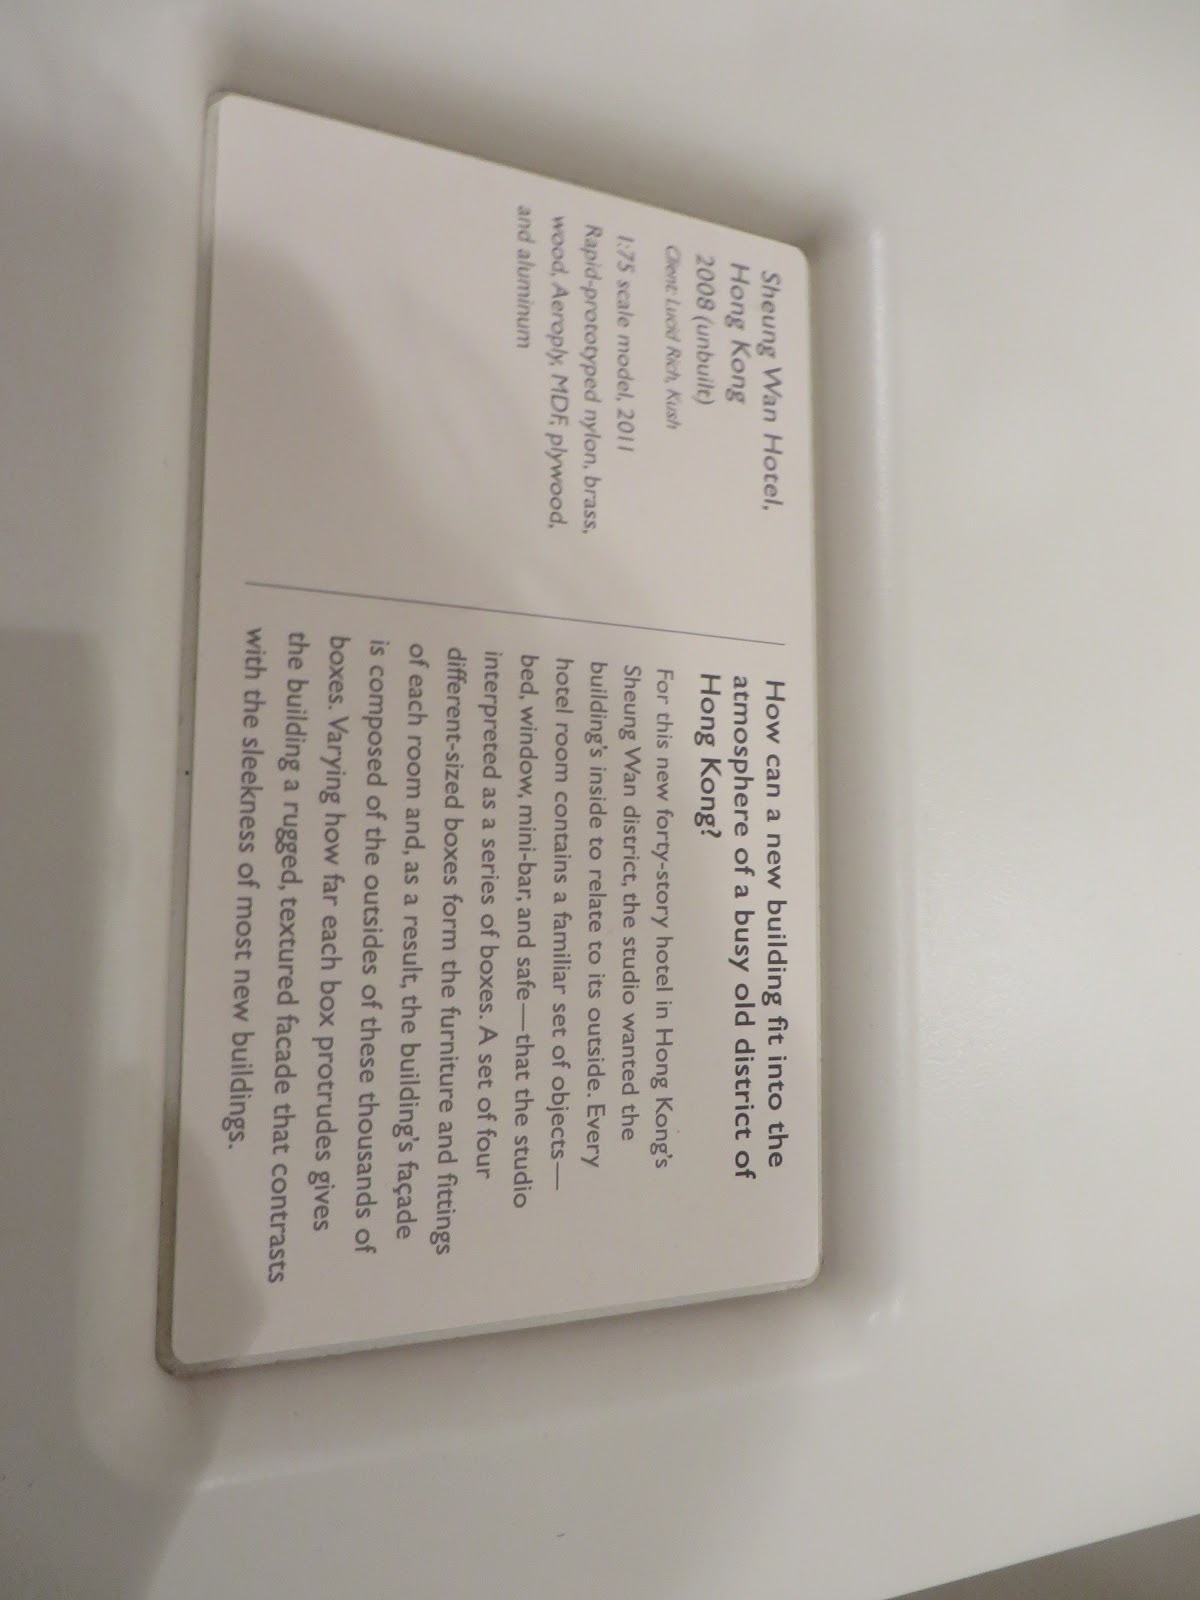 Sheung Wan Hotel,
Hong Kong
2008 (unbuilt)
Client: Lucid Rich, Kush
1:75 scale model, 2011
Rapid-prototyped nylon, brass,
wood, Aeroply, MDF, plywood,
and aluminum
How can a new building fit into the
atmosphere of a busy old district of
Hong Kong?
For this new forty-story hotel in Hong Kong's
Sheung Wan district, the studio wanted the
building's inside to relate to its outside. Every
hotel room contains a familiar set of objects—
bed, window, mini-bar, and safe—that the studio
interpreted as a series of boxes. A set of four
different-sized boxes form the furniture and fittings
of each room and, as a result, the building's façade
is composed of the outsides of these thousands of
boxes. Varying how far each box protrudes gives
the building a rugged, textured facade that contrasts
with the sleekness of most new buildings.